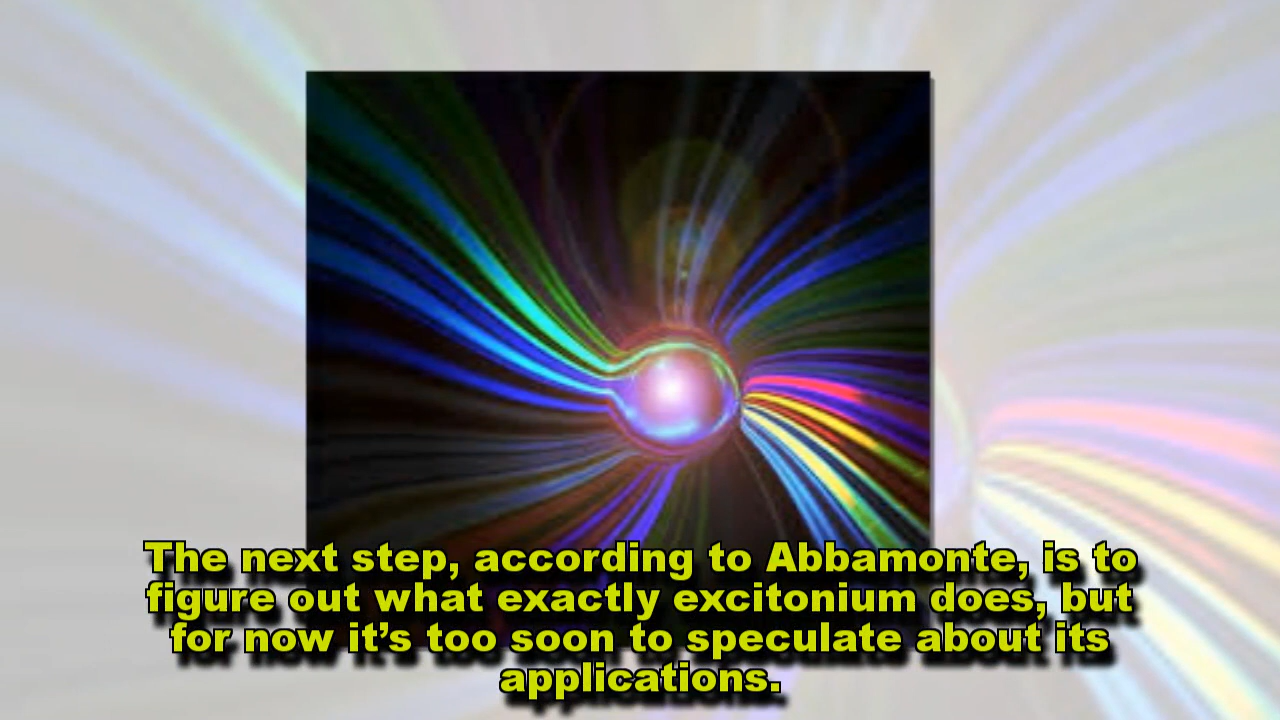 The next step, according to Abbamonte, is to
figure out what exactly excitonium does, but
for now it’s too soon to speculate about its
applications.